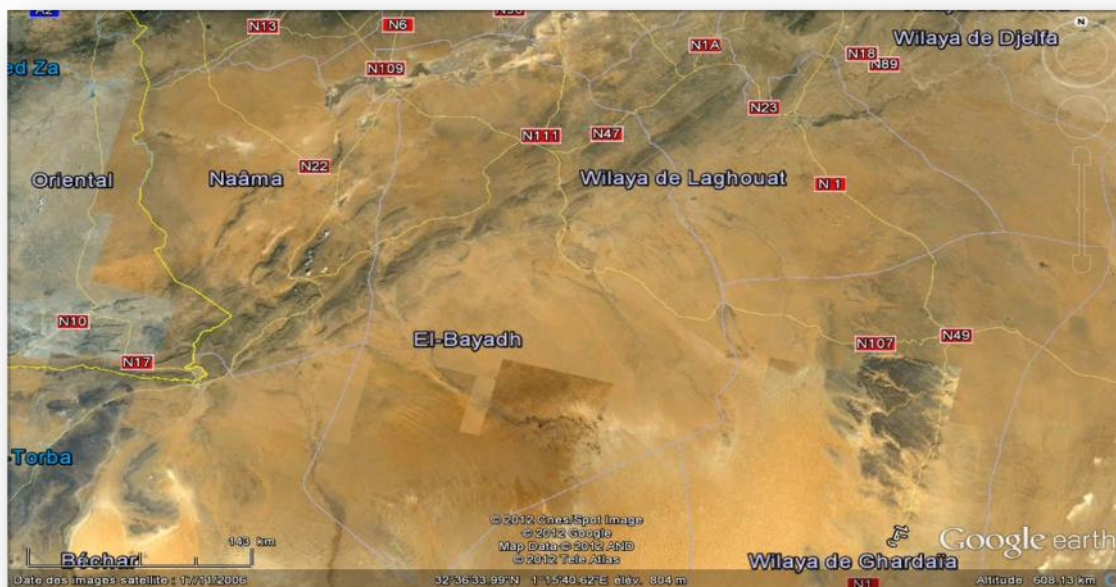 A2
N13
N6
N1A
Wilaya de Djelfa
N
N18
N89
ed Za
N109
N23
N111
N47
N22
Oriental
Naâma
Wilaya de Laghouat
N 1
N10
N17
El-Bayadh
N107
N49
-Torba
© 2012 Cnes/Spot Image
© 2012 Google
Map Data © 2012 AND
© 2012 Tele Atlas
Google earth
143 km
Béchar
Wilaya de Ghardaïa
Date des images satellite : 17/11/2006
32°36'33.99"N 1°15'40.62"E élév. 804 m
N1
Altitude 608.13 km